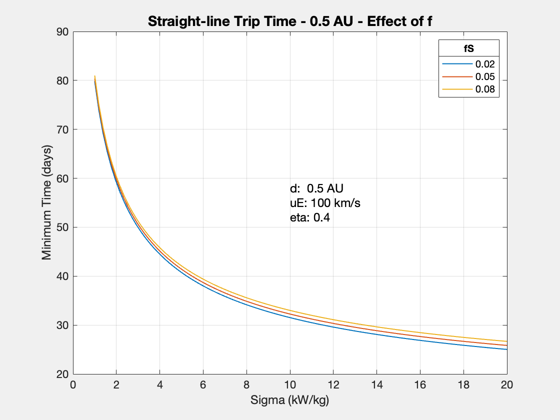 Straight-line Trip Time - 0.5 AU - Effect of f
90
80
70
60
50
40
30
20
Minimum Time (days)
fS
0.02
0.05
0.08
d: 0.5 AU
uE: 100 km/s
eta: 0.4
0 2 4 6 8 10 12 14 16 18 20
Sigma (kW/kg)